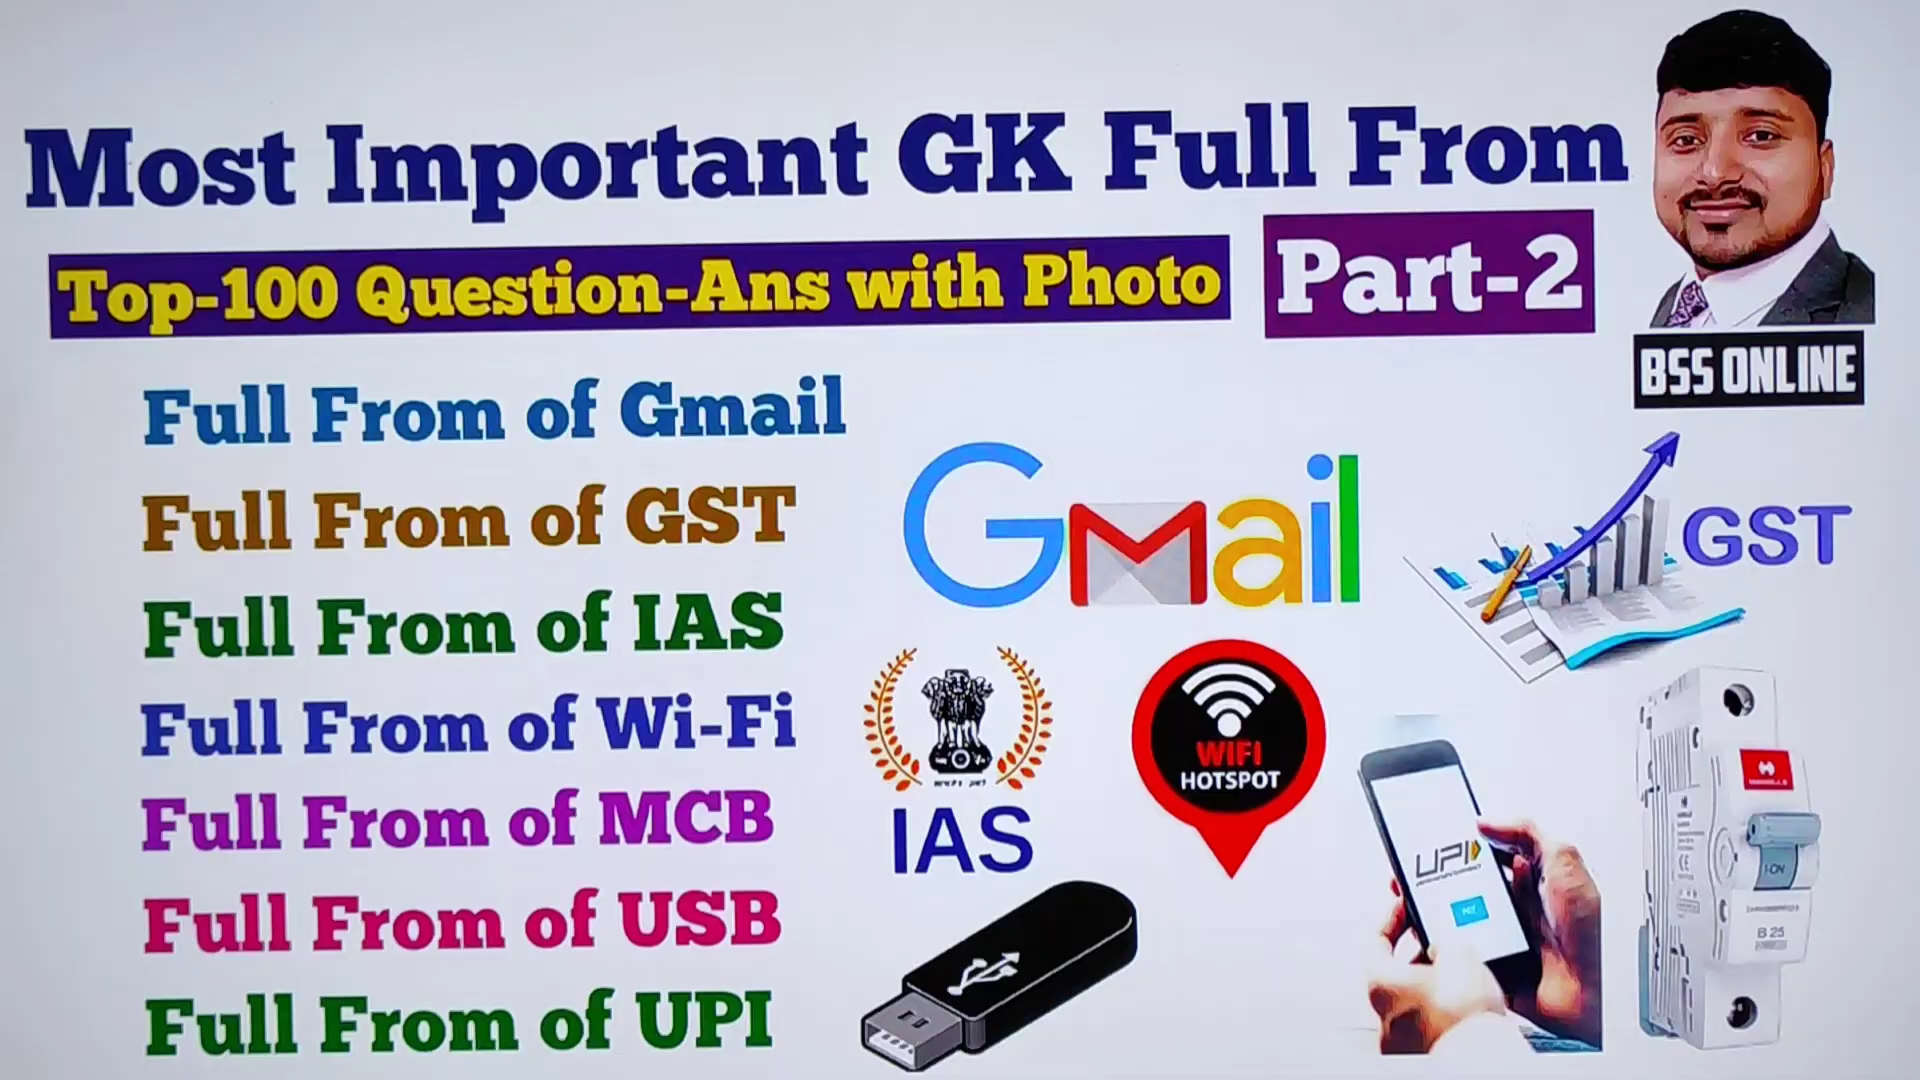 Most Important GK Full From
Top-100 Question-Ans with Photo
Part-2
BSS ONLINE
Full From of Gmail
Full From of GST
Full From of IAS
Full From of Wi-Fi
Full From of MCB
Full From of USB
Full From of UPI
Gmail
GST
IAS
WIFI
HOTSPOT
UPI
PAY
I-ON
B 25